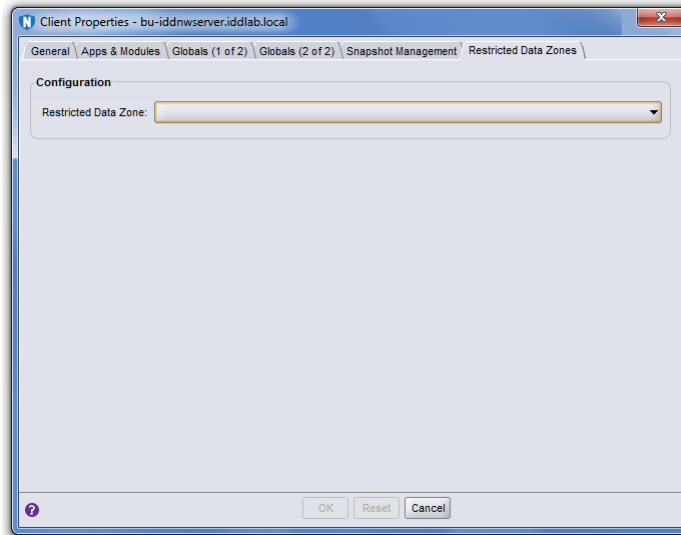 N Client Properties - bu-iddnwserver.iddlab.local x
General Apps & Modules Globals (1 of 2) Globals (2 of 2) Snapshot Management Restricted Data Zones
Configuration
Restricted Data Zone:
? OK Reset Cancel